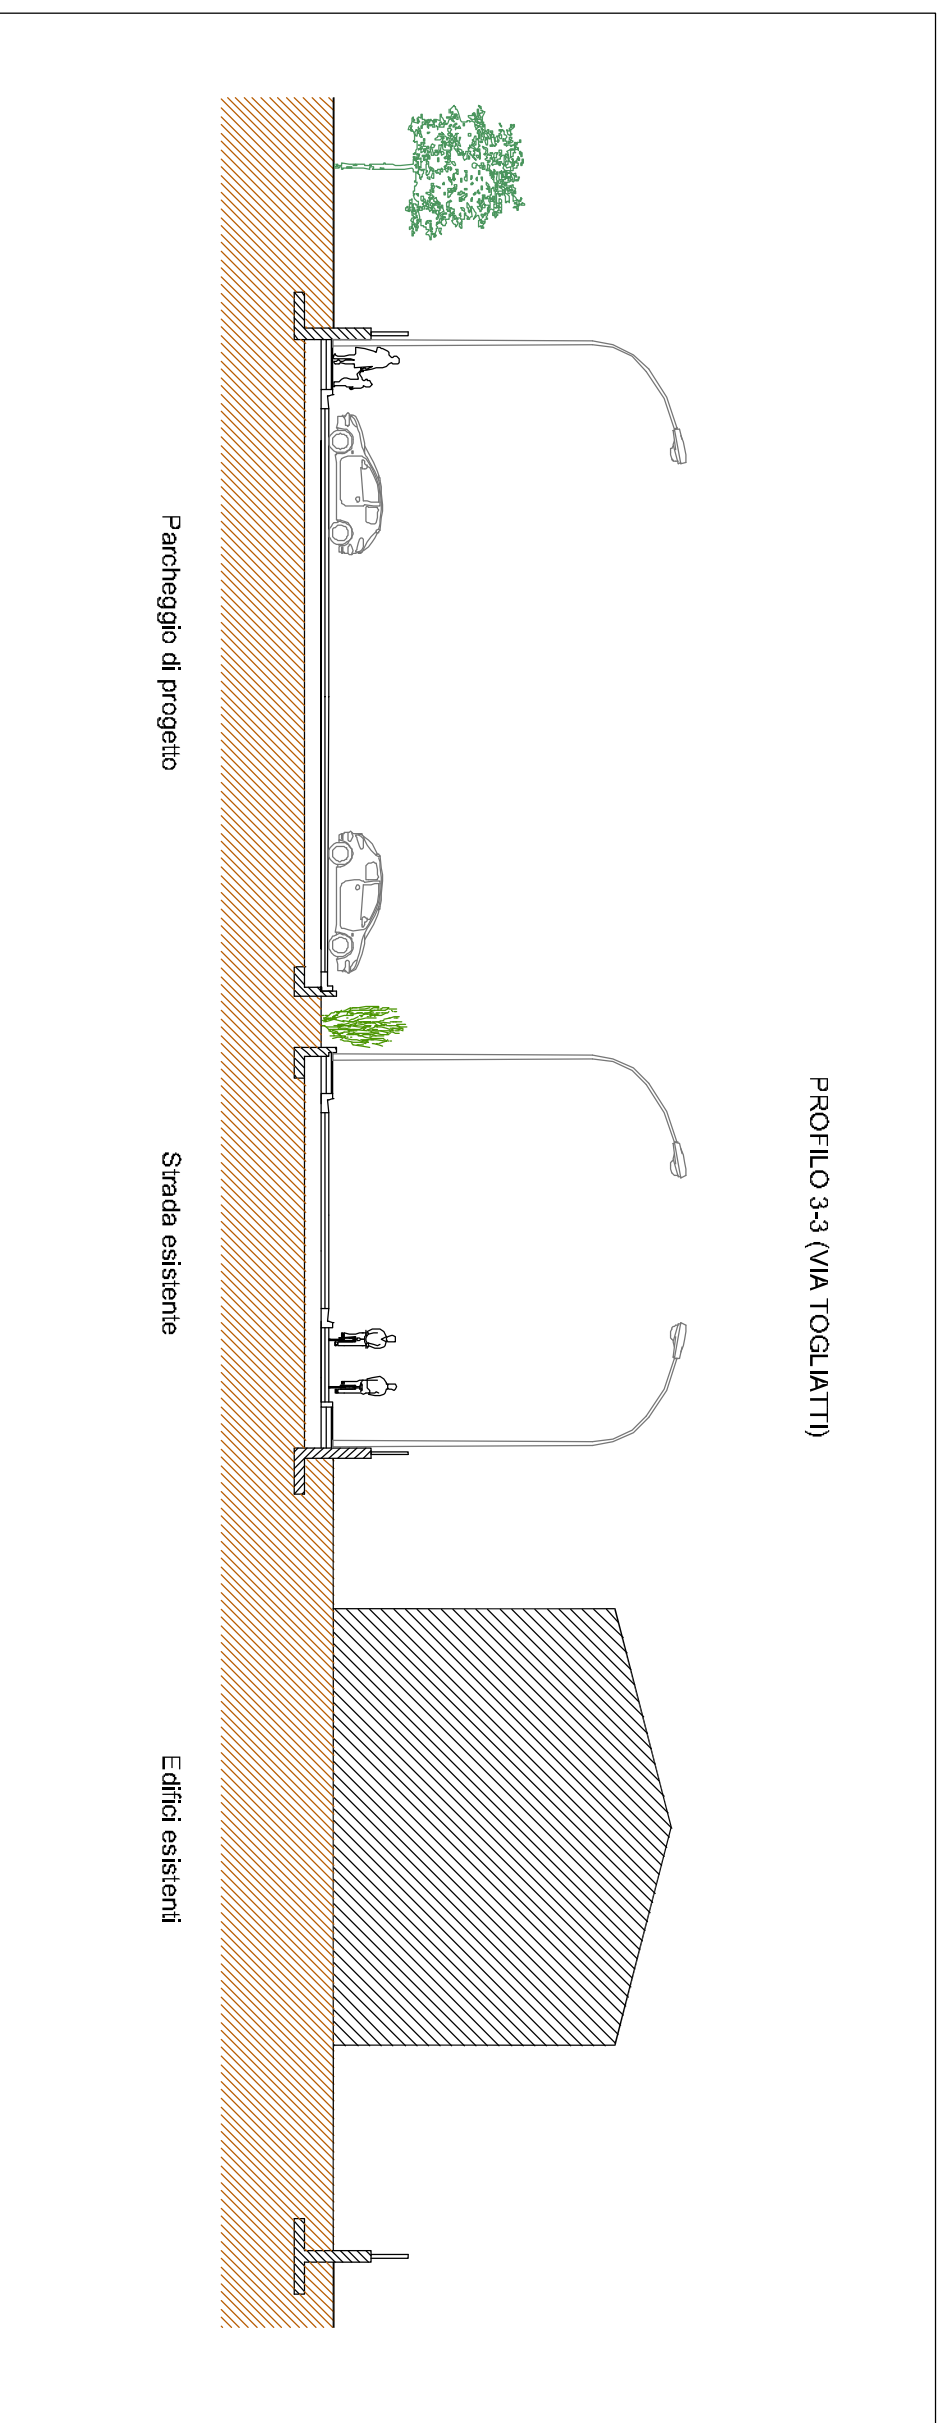 PROFILO 3-3 (VIA TOGLIATTI)
Parcheggio di progetto
Strada esistente
Edifici esistenti